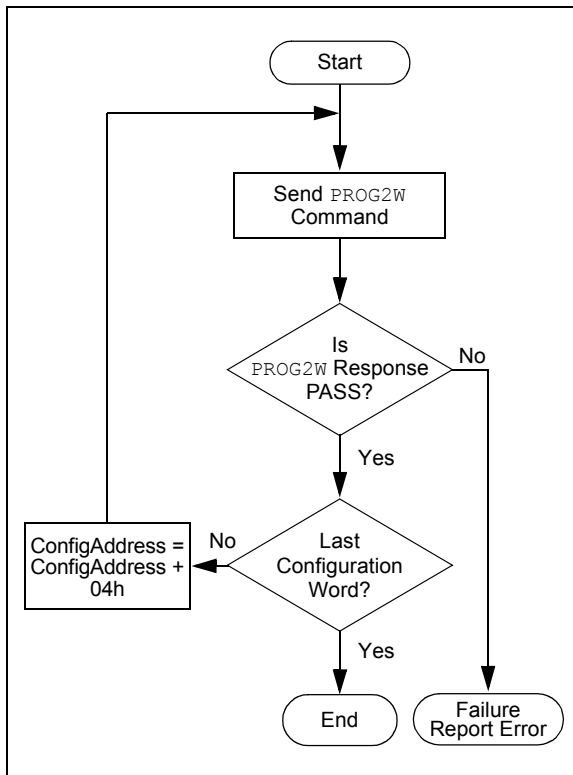 Start
Send PROG2W
Command
Is
PROG2W Response
PASS?
No
Yes
ConfigAddress =
ConfigAddress +
04h
No
Last
Configuration
Word?
Yes
End
Failure
Report Error